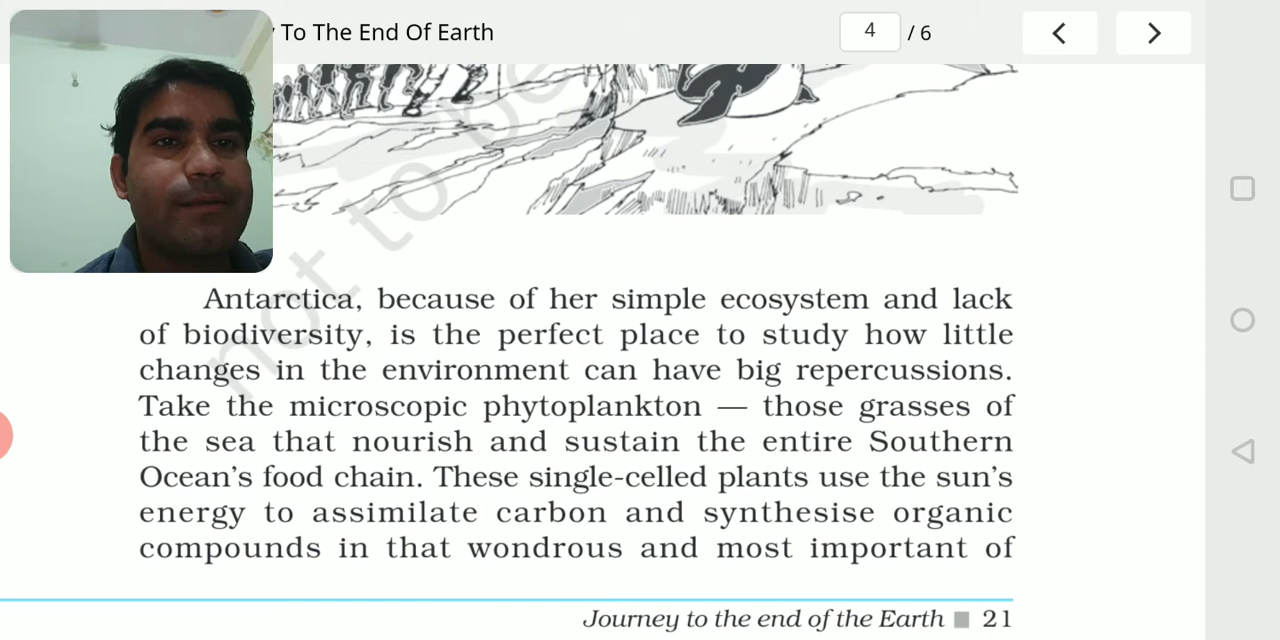 To The End Of Earth
4 / 6
not to be
Antarctica, because of her simple ecosystem and lack
of biodiversity, is the perfect place to study how little
changes in the environment can have big repercussions.
Take the microscopic phytoplankton — those grasses of
the sea that nourish and sustain the entire Southern
Ocean's food chain. These single-celled plants use the sun's
energy to assimilate carbon and synthesise organic
compounds in that wondrous and most important of
Journey to the end of the Earth ■ 21